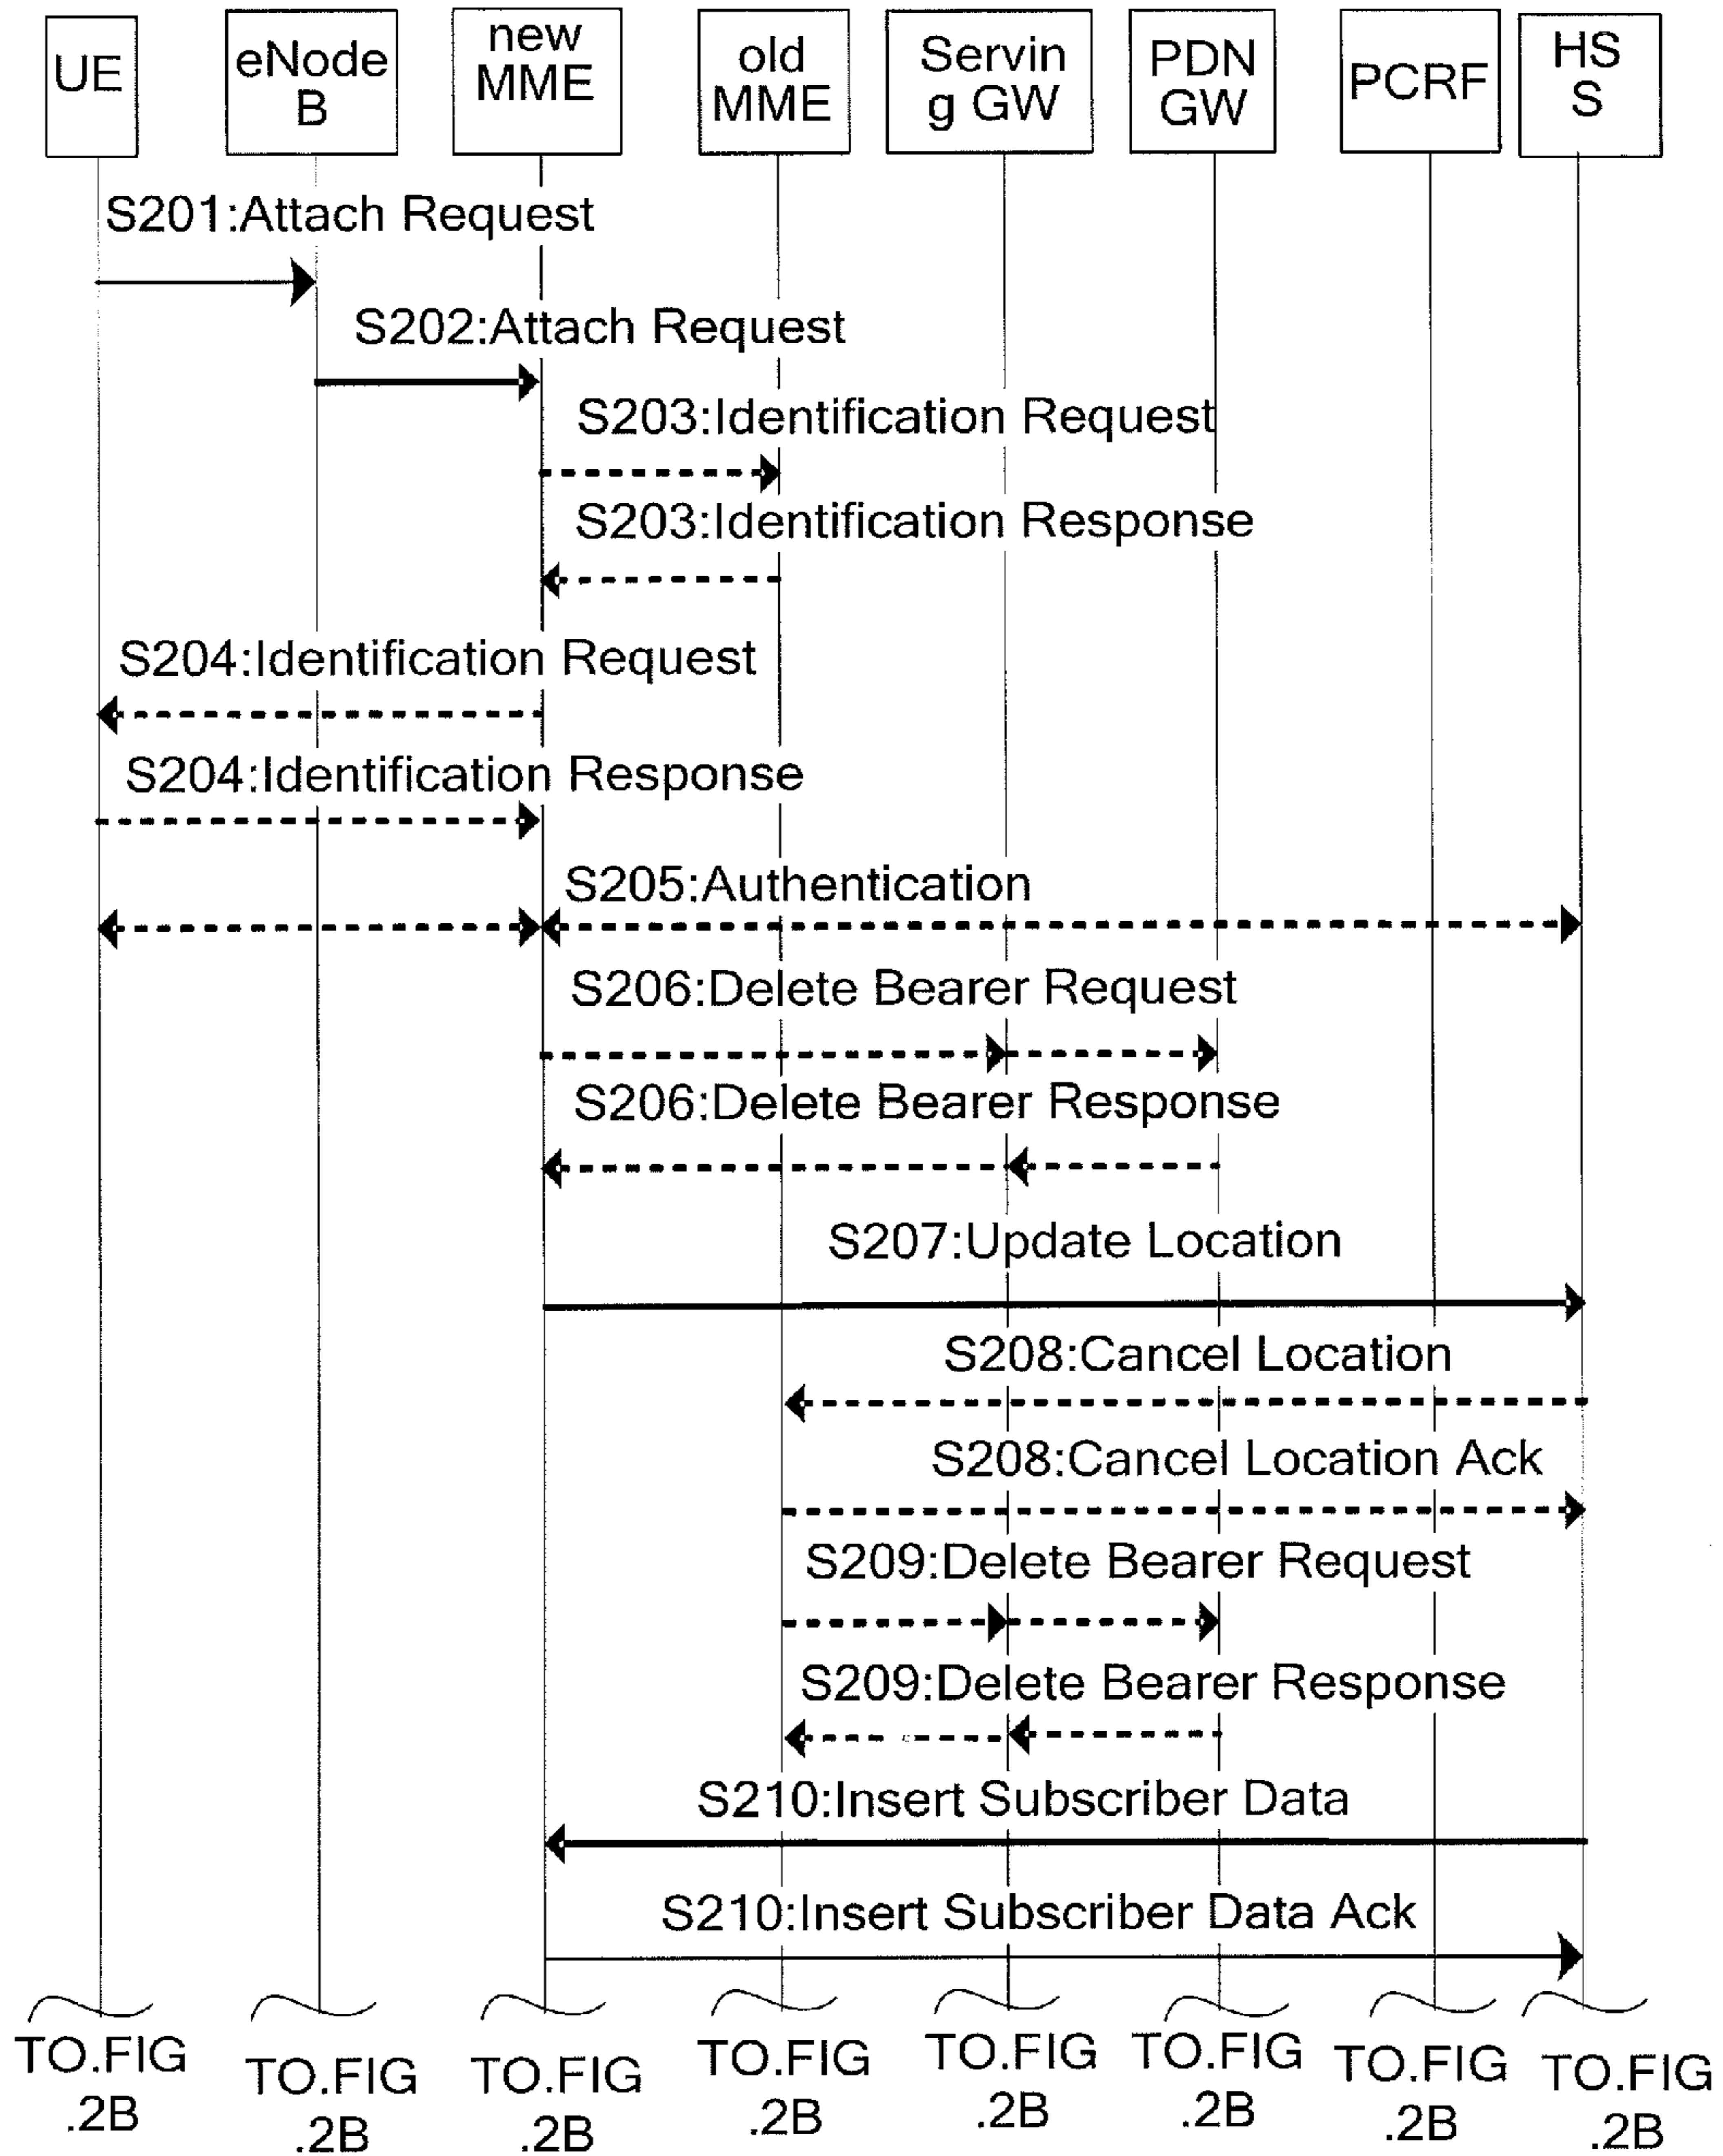 UE
eNode
B
new
MME
old
MME
Servin
g GW
PDN
GW
PCRF
HS
S
S201:Attach Request
S202:Attach Request
S203:Identification Request
S203:Identification Response
S204:Identification Request
S204:Identification Response
S205:Authentication
S206:Delete Bearer Request
S206:Delete Bearer Response
S207:Update Location
S208:Cancel Location
S208:Cancel Location Ack
S209:Delete Bearer Request
S209:Delete Bearer Response
S210:Insert Subscriber Data
S210:Insert Subscriber Data Ack
TO.FIG
.2B
TO.FIG
.2B
TO.FIG
.2B
TO.FIG
.2B
TO.FIG
.2B
TO.FIG
.2B
TO.FIG
.2B
TO.FIG
.2B